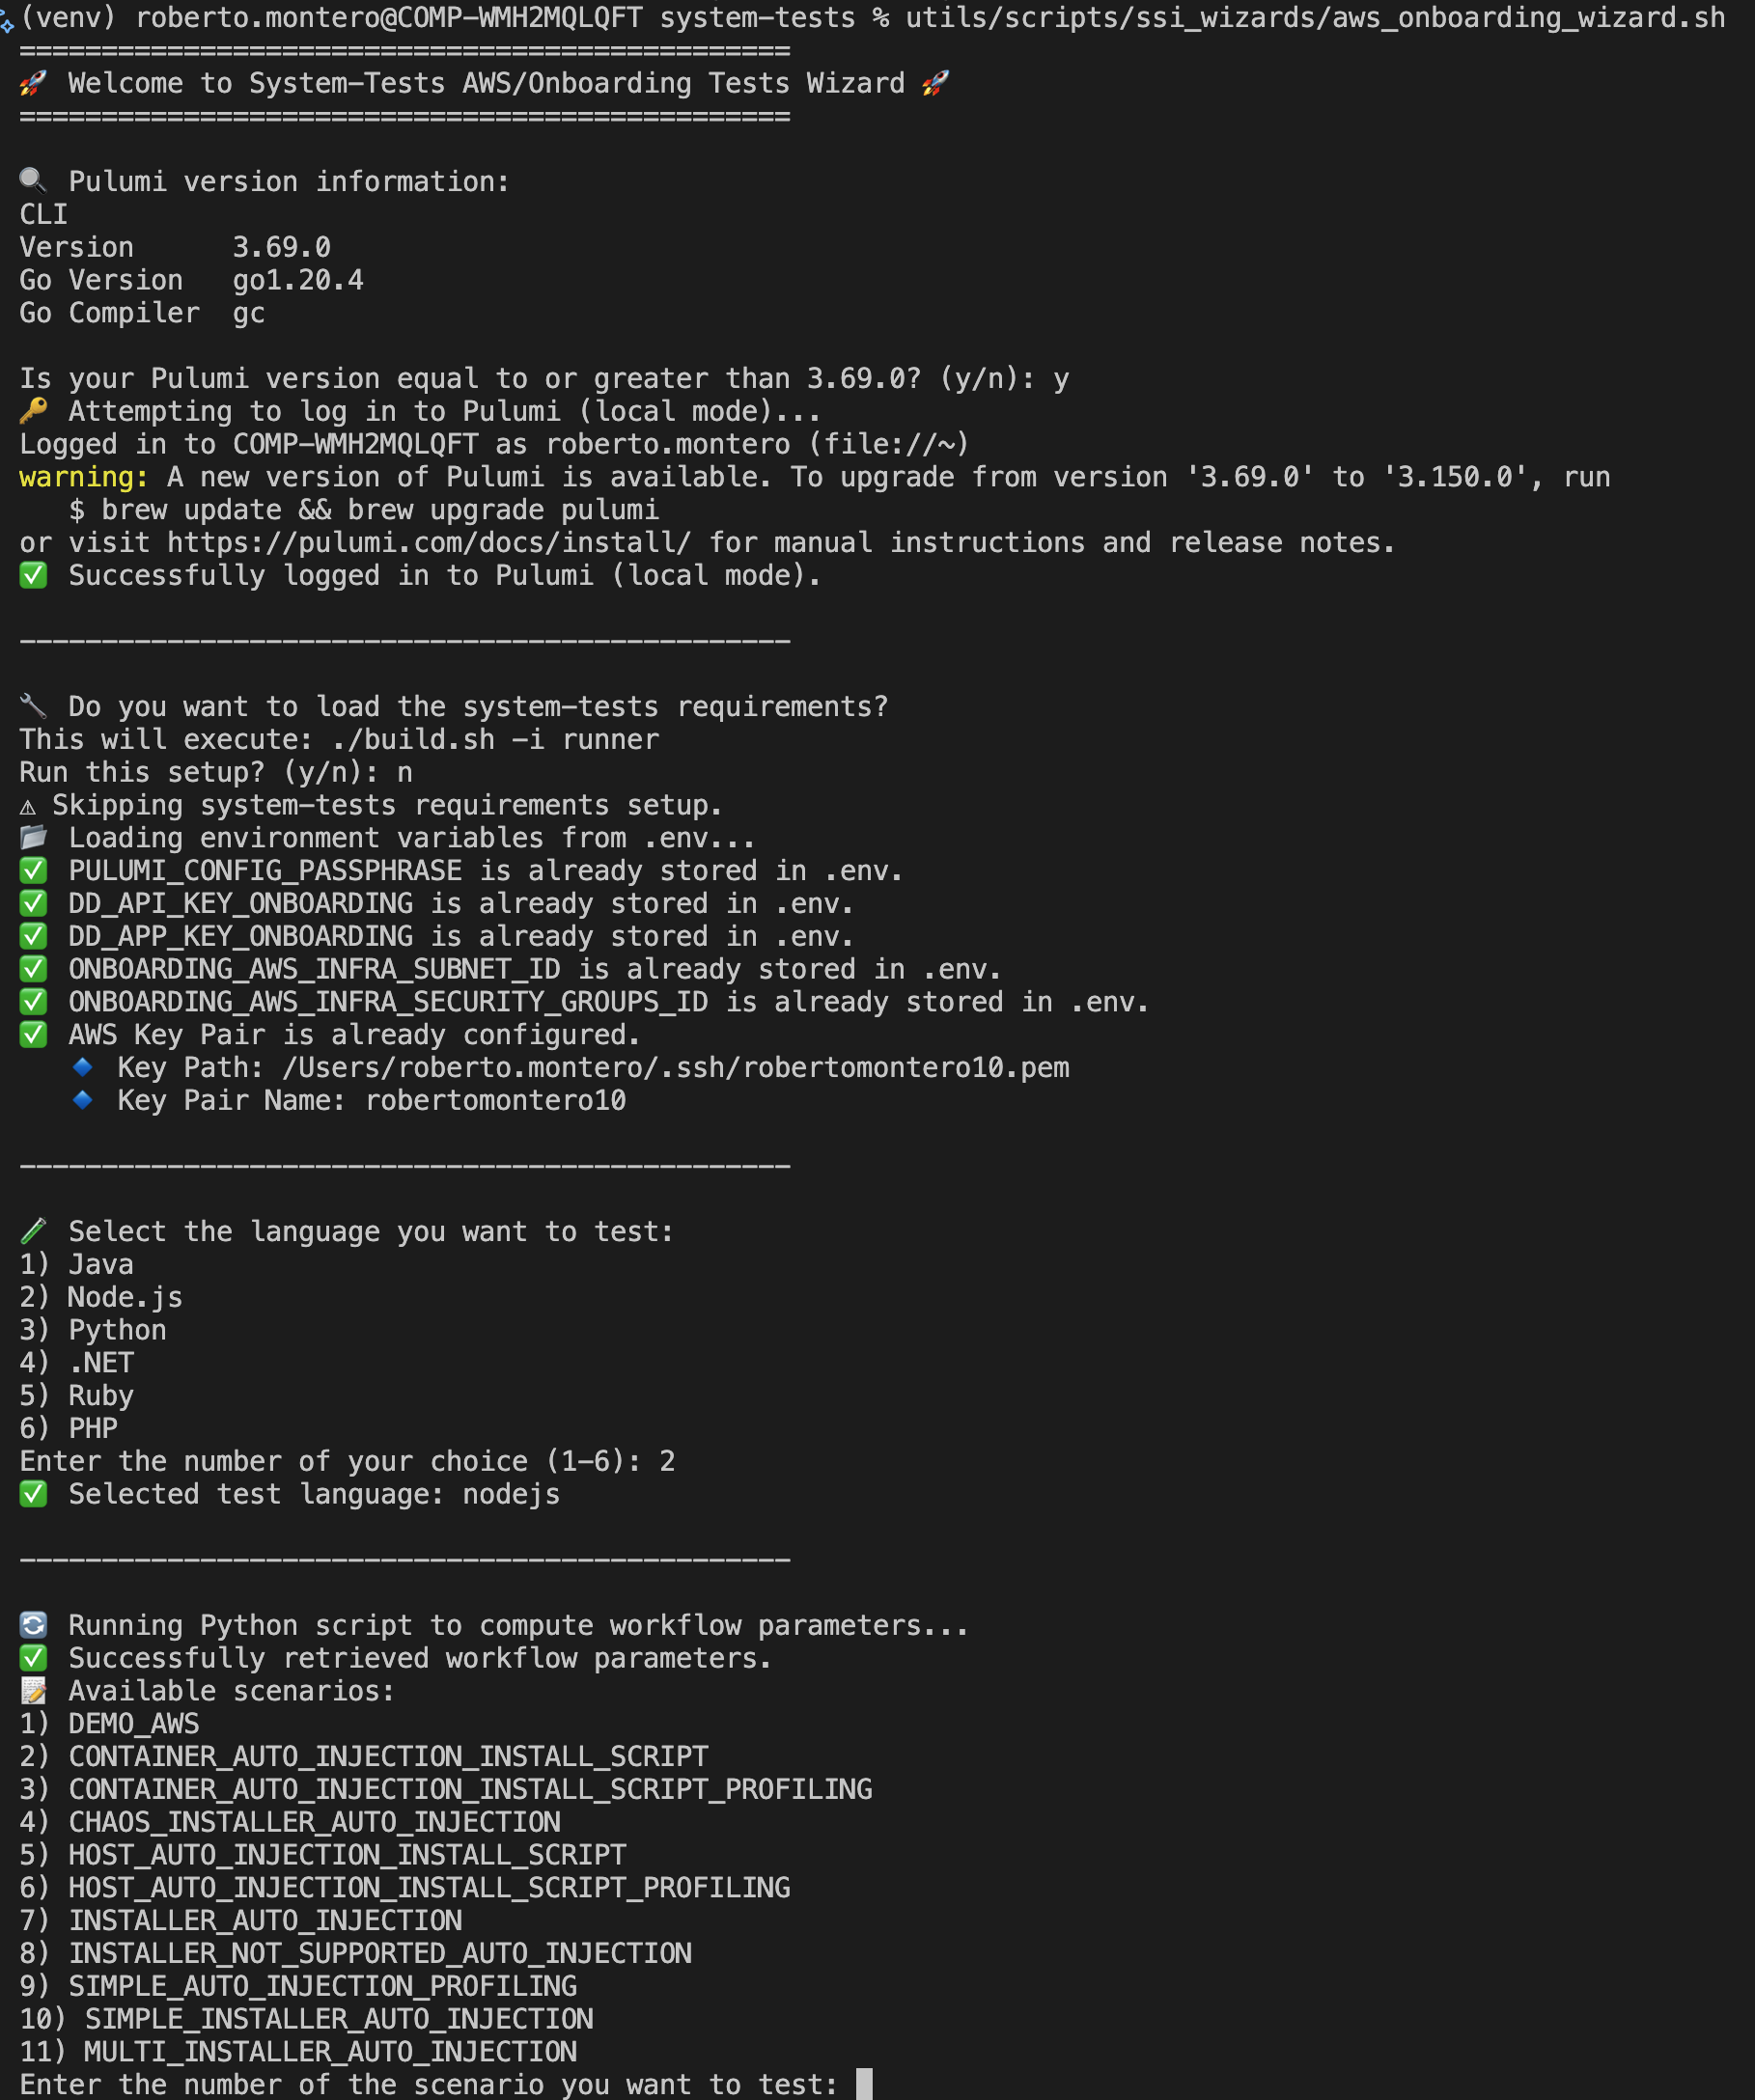 (venv) roberto.montero@COMP-WMH2MQLQFT system-tests % utils/scripts/ssi_wizards/aws_onboarding_wizard.sh
===============================================
🚀 Welcome to System-Tests AWS/Onboarding Tests Wizard 🚀
===============================================
🔍 Pulumi version information:
CLI
Version      3.69.0
Go Version   go1.20.4
Go Compiler  gc
Is your Pulumi version equal to or greater than 3.69.0? (y/n): y
🔑 Attempting to log in to Pulumi (local mode)...
Logged in to COMP-WMH2MQLQFT as roberto.montero (file://~)
warning: A new version of Pulumi is available. To upgrade from version '3.69.0' to '3.150.0', run
   $ brew update && brew upgrade pulumi
or visit https://pulumi.com/docs/install/ for manual instructions and release notes.
✅ Successfully logged in to Pulumi (local mode).
-----------------------------------------------
🔧 Do you want to load the system-tests requirements?
This will execute: ./build.sh -i runner
Run this setup? (y/n): n
⚠ Skipping system-tests requirements setup.
📂 Loading environment variables from .env...
✅ PULUMI_CONFIG_PASSPHRASE is already stored in .env.
✅ DD_API_KEY_ONBOARDING is already stored in .env.
✅ DD_APP_KEY_ONBOARDING is already stored in .env.
✅ ONBOARDING_AWS_INFRA_SUBNET_ID is already stored in .env.
✅ ONBOARDING_AWS_INFRA_SECURITY_GROUPS_ID is already stored in .env.
✅ AWS Key Pair is already configured.
   🔹 Key Path: /Users/roberto.montero/.ssh/robertomontero10.pem
   🔹 Key Pair Name: robertomontero10
-----------------------------------------------
🧪 Select the language you want to test:
1) Java
2) Node.js
3) Python
4) .NET
5) Ruby
6) PHP
Enter the number of your choice (1-6): 2
✅ Selected test language: nodejs
-----------------------------------------------
🔄 Running Python script to compute workflow parameters...
✅ Successfully retrieved workflow parameters.
📝 Available scenarios:
1) DEMO_AWS
2) CONTAINER_AUTO_INJECTION_INSTALL_SCRIPT
3) CONTAINER_AUTO_INJECTION_INSTALL_SCRIPT_PROFILING
4) CHAOS_INSTALLER_AUTO_INJECTION
5) HOST_AUTO_INJECTION_INSTALL_SCRIPT
6) HOST_AUTO_INJECTION_INSTALL_SCRIPT_PROFILING
7) INSTALLER_AUTO_INJECTION
8) INSTALLER_NOT_SUPPORTED_AUTO_INJECTION
9) SIMPLE_AUTO_INJECTION_PROFILING
10) SIMPLE_INSTALLER_AUTO_INJECTION
11) MULTI_INSTALLER_AUTO_INJECTION
Enter the number of the scenario you want to test: